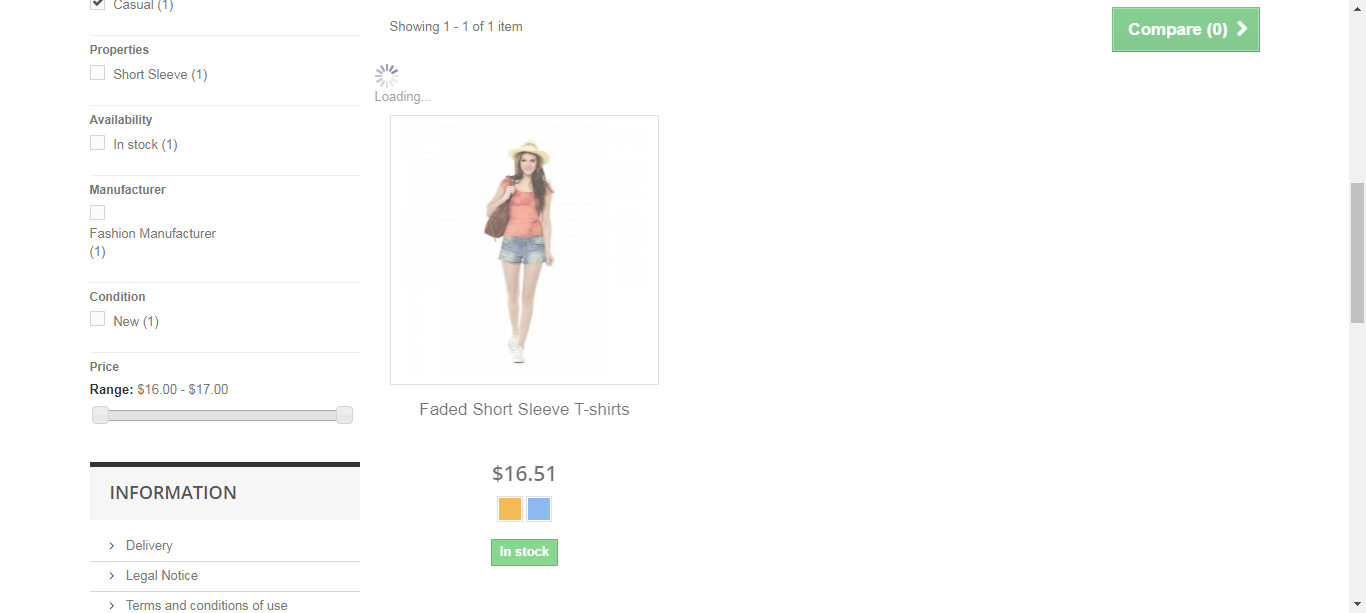 Casual (1)
Properties
Short Sleeve (1)
Availability
In stock (1)
Manufacturer
Fashion Manufacturer
(1)
Condition
New (1)
Price
Range: $16.00 - $17.00
INFORMATION
Delivery
Legal Notice
Terms and conditions of use
Showing 1 - 1 of 1 item
Compare (0)
Loading...
Faded Short Sleeve T-shirts
$16.51
In stock